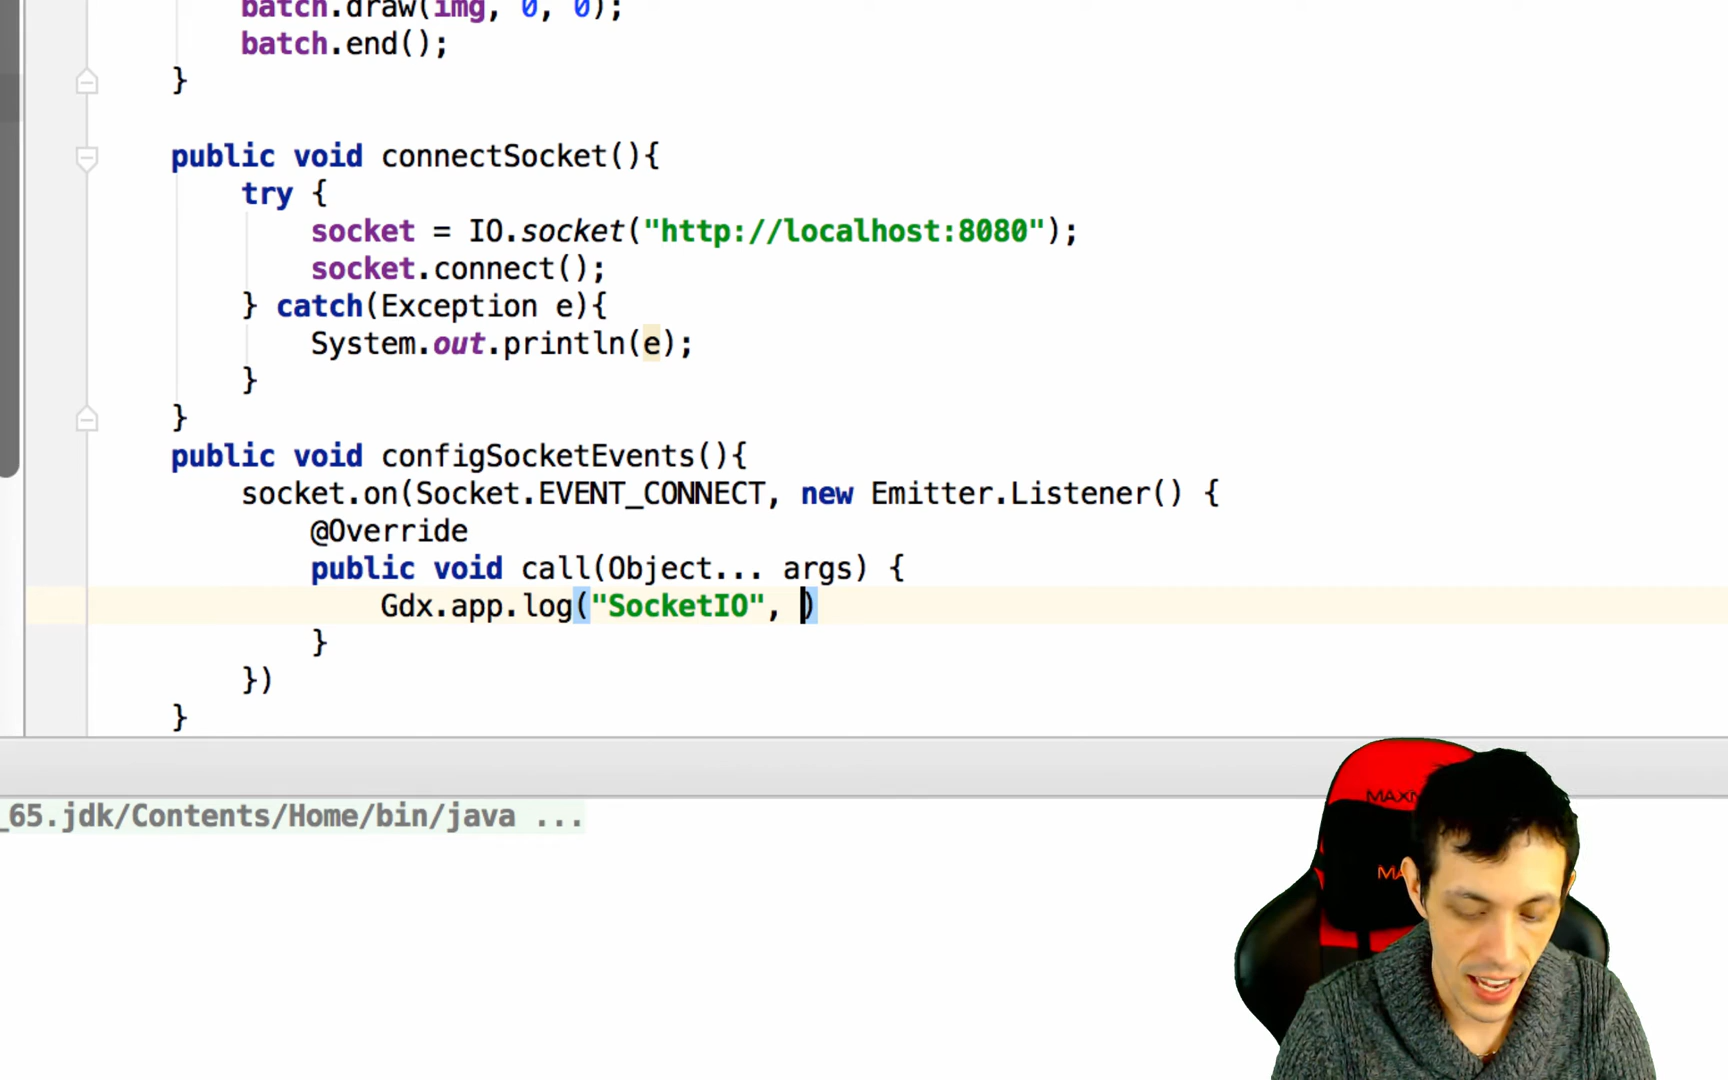 batch.draw(img, 0, 0);
batch.end();
}
public void connectSocket(){
try {
socket = IO.socket("http://localhost:8080");
socket.connect();
} catch(Exception e){
System.out.println(e);
}
}
public void configSocketEvents(){
socket.on(Socket.EVENT_CONNECT, new Emitter.Listener() {
@Override
public void call(Object... args) {
Gdx.app.log("SocketIO", )
}
})
}
_65.jdk/Contents/Home/bin/java ...